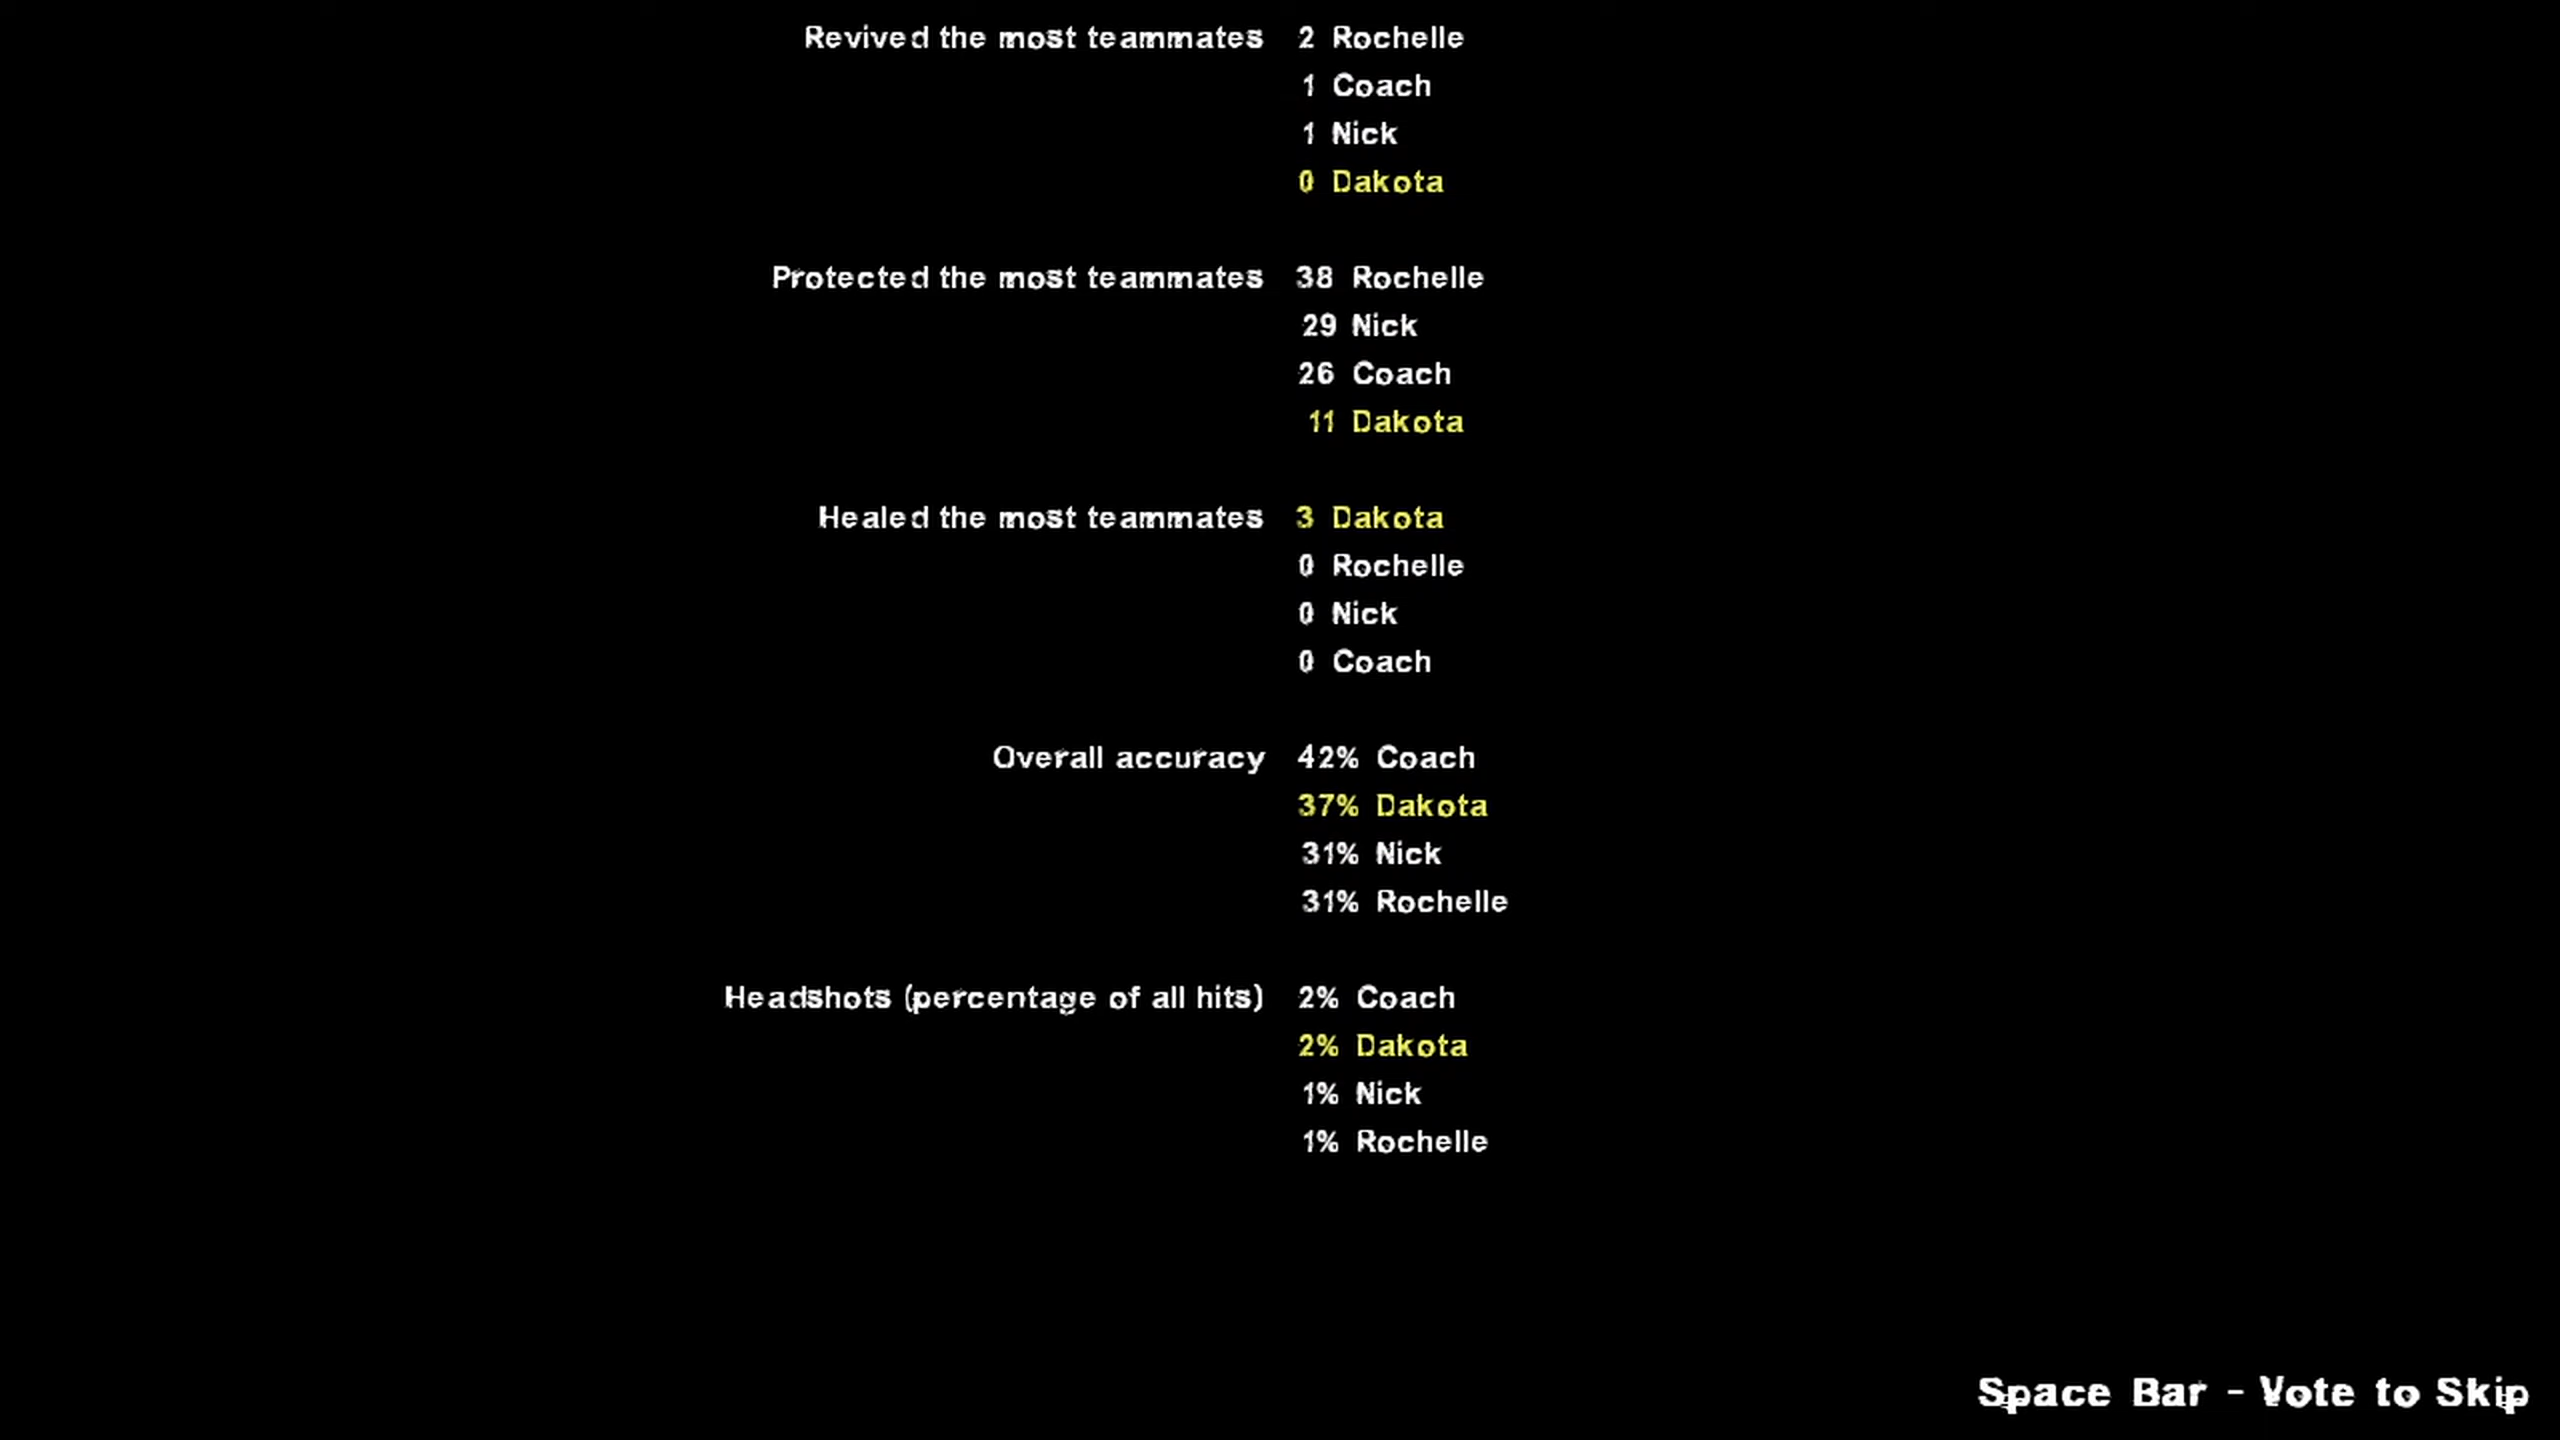 Revived the most teammates 2 Rochelle
1 Coach
1 Nick
0 Dakota
Protected the most teammates 38 Rochelle
29 Nick
26 Coach
11 Dakota
Healed the most teammates 3 Dakota
0 Rochelle
0 Nick
0 Coach
Overall accuracy 42% Coach
37% Dakota
31% Nick
31% Rochelle
Headshots (percentage of all hits) 2% Coach
2% Dakota
1% Nick
1% Rochelle
Space Bar - Vote to Skip